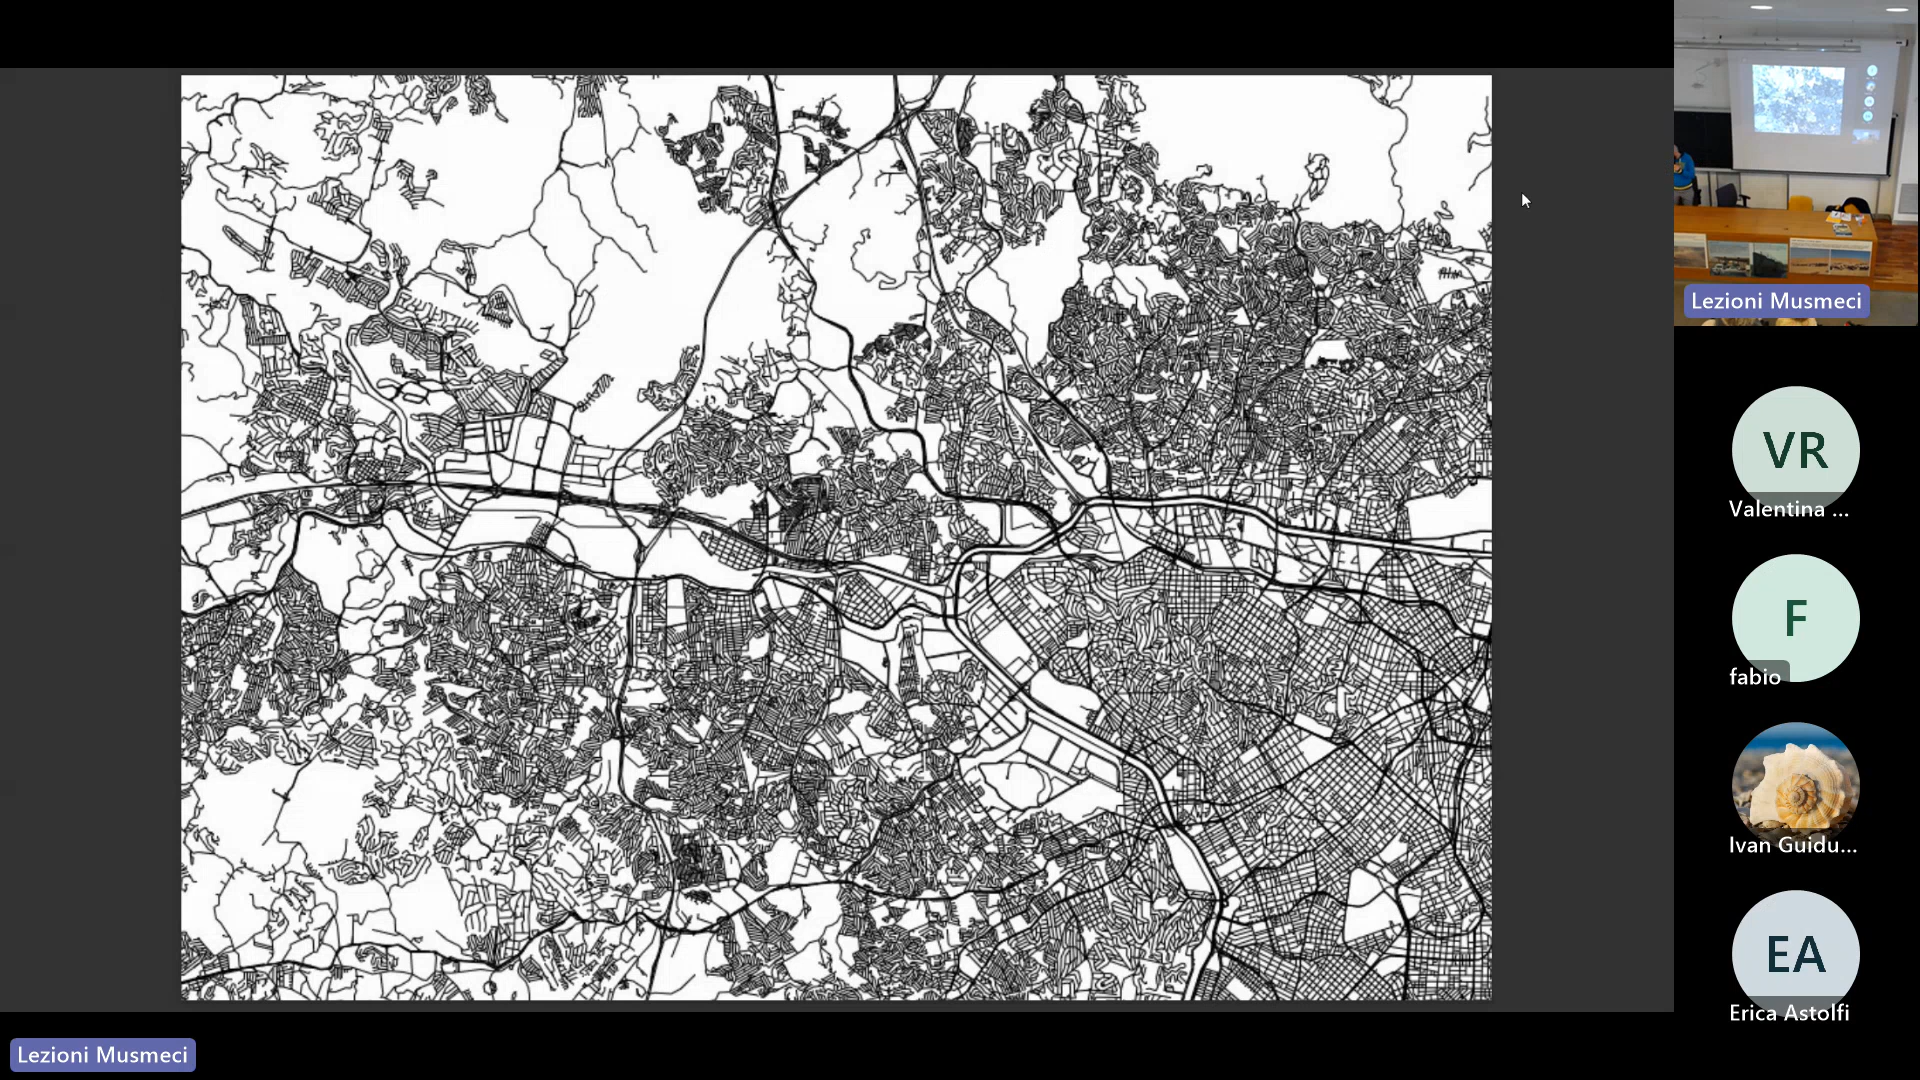 Lezioni Musmeci
VR
Valentina ...
F
fabio
Ivan Guidu...
EA
Erica Astolfi
Lezioni Musmeci